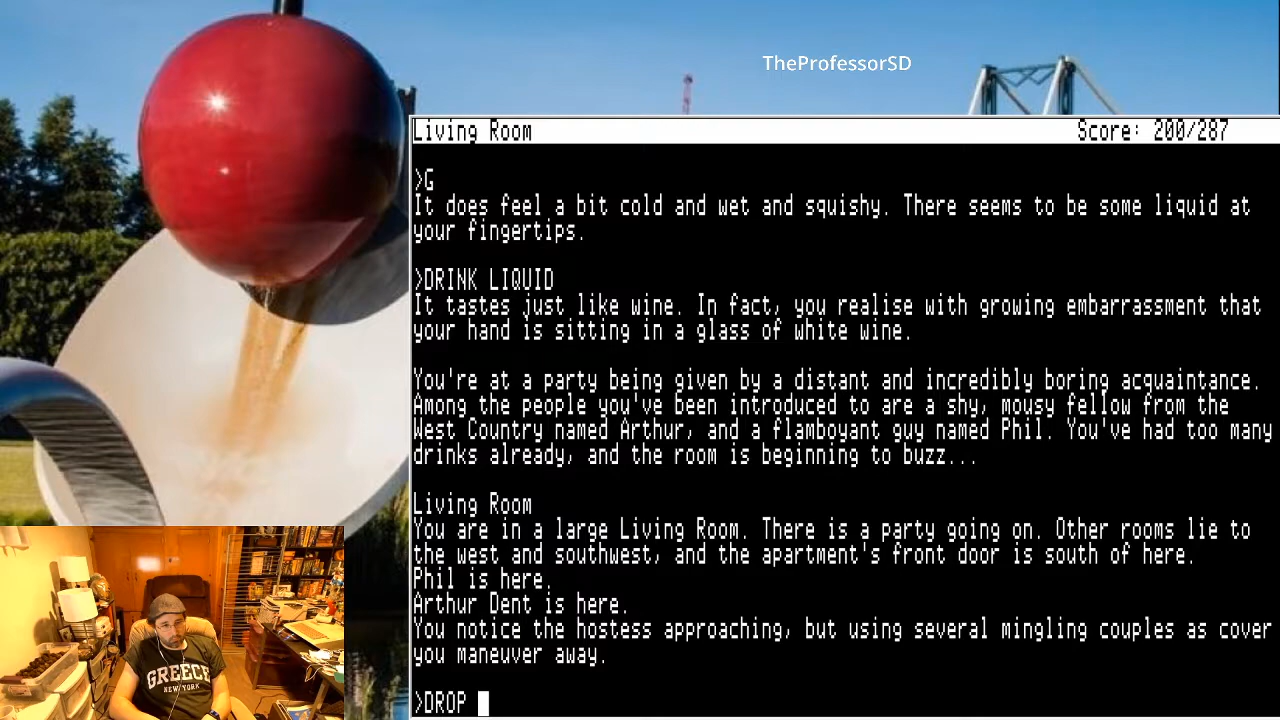 TheProfessorSD
Living Room Score: 200/287
>G
It does feel a bit cold and wet and squishy. There seems to be some liquid at
your fingertips.
>DRINK LIQUID
It tastes just like wine. In fact, you realise with growing embarrassment that
your hand is sitting in a glass of white wine.
You're at a party being given by a distant and incredibly boring acquaintance.
Among the people you've been introduced to are a shy, mousy fellow from the
West Country named Arthur, and a flamboyant guy named Phil. You've had too many
drinks already, and the room is beginning to buzz...
Living Room
You are in a large Living Room. There is a party going on. Other rooms lie to
the west and southwest, and the apartment's front door is south of here.
Phil is here.
Arthur Dent is here.
You notice the hostess approaching, but using several mingling couples as cover
you maneuver away.
>DROP
GREECE
NEW YORK